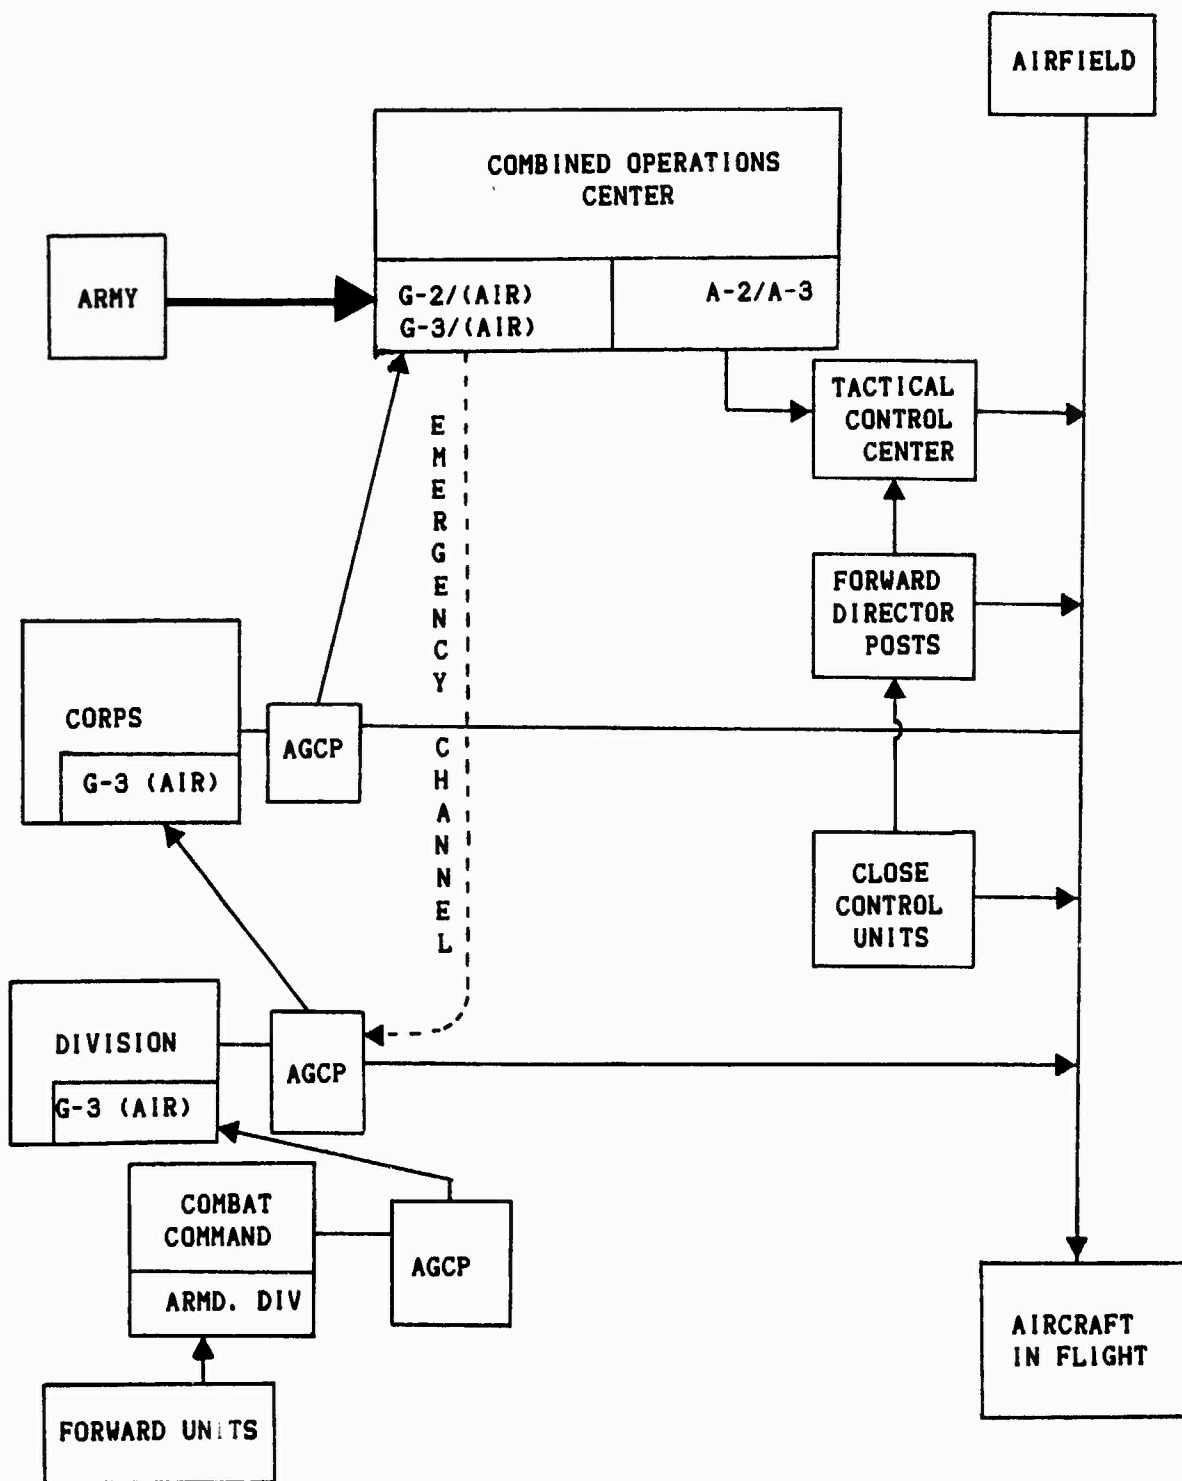 AIRFIELD
COMBINED OPERATIONS
CENTER
ARMY
G-2/(AIR)
G-3/(AIR)
A-2/A-3
TACTICAL
CONTROL
CENTER
EMERGENCY CHANNEL
FORWARD
DIRECTOR
POSTS
CORPS
G-3 (AIR)
AGCP
CLOSE
CONTROL
UNITS
DIVISION
G-3 (AIR)
AGCP
COMBAT
COMMAND
ARMD. DIV
AGCP
AIRCRAFT
IN FLIGHT
FORWARD UNITS